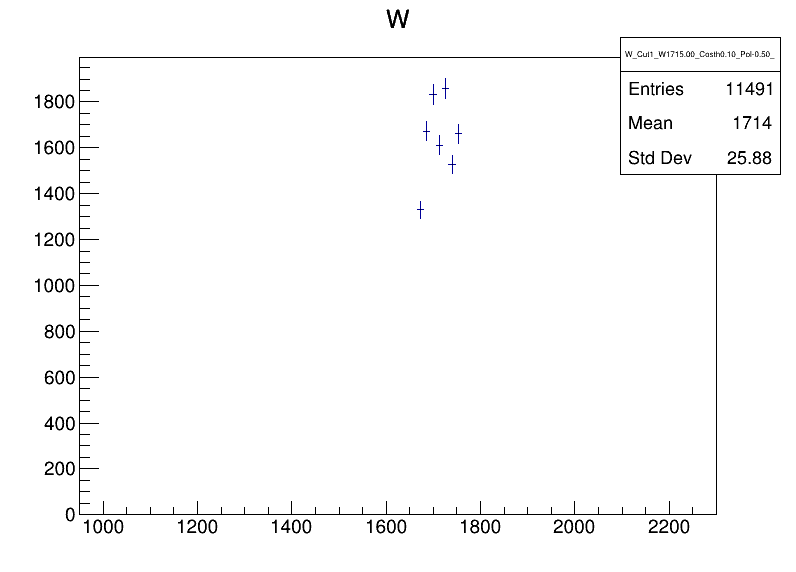 W
W_Cut1_W1715.00_Costh0.10_Pol-0.50_
Entries 11491
Mean 1714
Std Dev 25.88
1800
1600
1400
1200
1000
800
600
400
200
0
1000 1200 1400 1600 1800 2000 2200